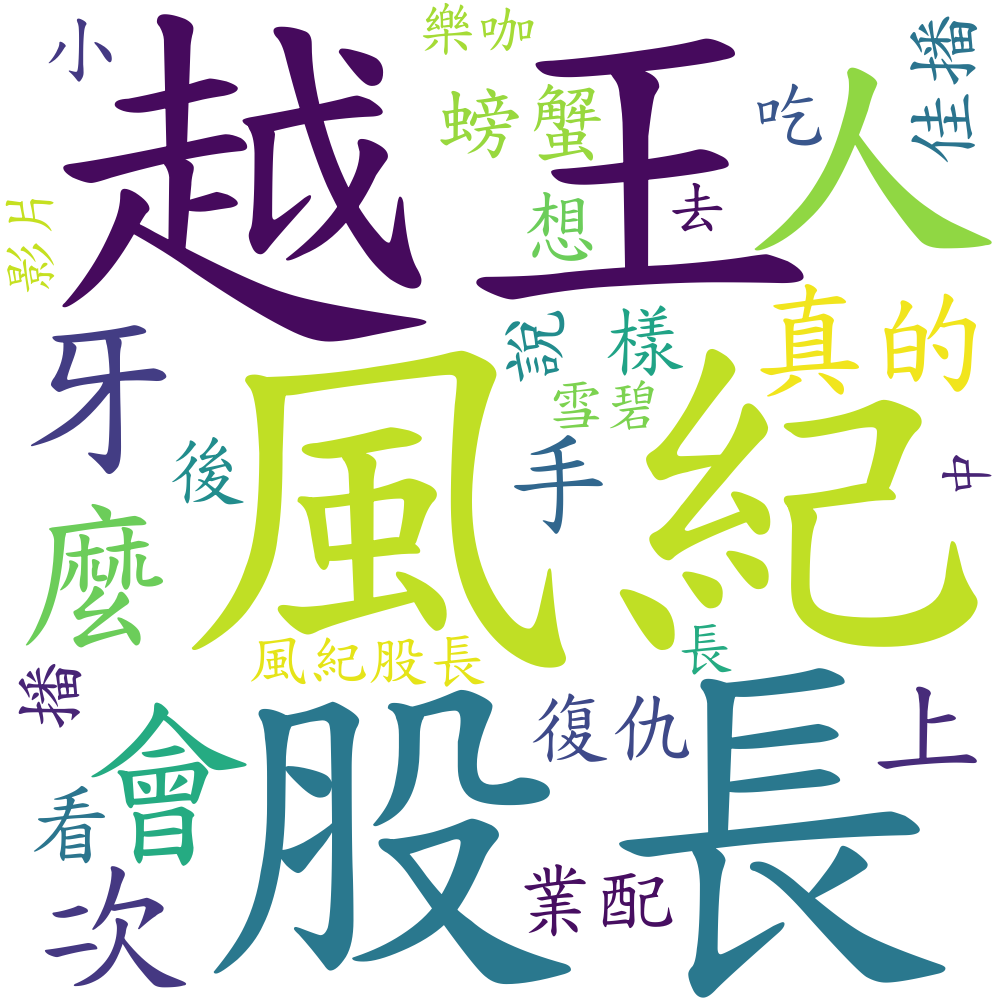 小
樂咖
佳播
越王
人
螃蟹
吃
想
去
影片
牙
說
樣
真的
風紀
雪碧
後
手
中
麼
風紀股長
長
播
會
股長
復仇
上
看
次
業配